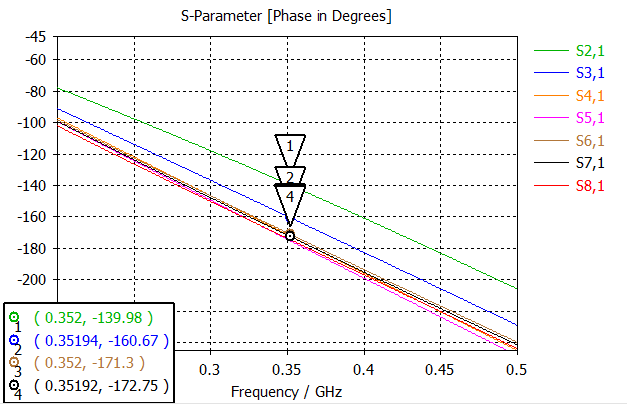 S-Parameter [Phase in Degrees]
-45
-60
-80
-100
-120
-140
-160
-180
-200
S2,1
S3,1
S4,1
S5,1
S6,1
S7,1
S8,1
1
2
4
1 ( 0.352, -139.98 )
2 ( 0.35194, -160.67 )
3 ( 0.352, -171.3 )
4 ( 0.35192, -172.75 )
0.3
0.35
0.4
0.45
0.5
Frequency / GHz